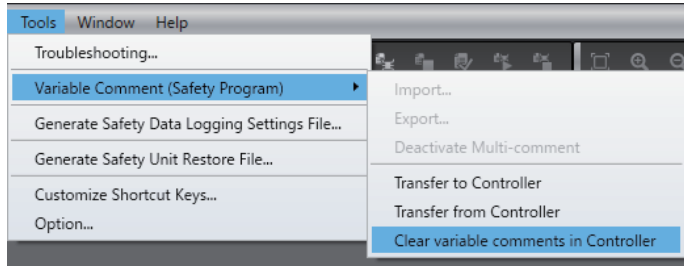 Tools Window Help
Troubleshooting...
Variable Comment (Safety Program)
Generate Safety Data Logging Settings File...
Generate Safety Unit Restore File...
Customize Shortcut Keys...
Option...
Import...
Export...
Deactivate Multi-comment
Transfer to Controller
Transfer from Controller
Clear variable comments in Controller